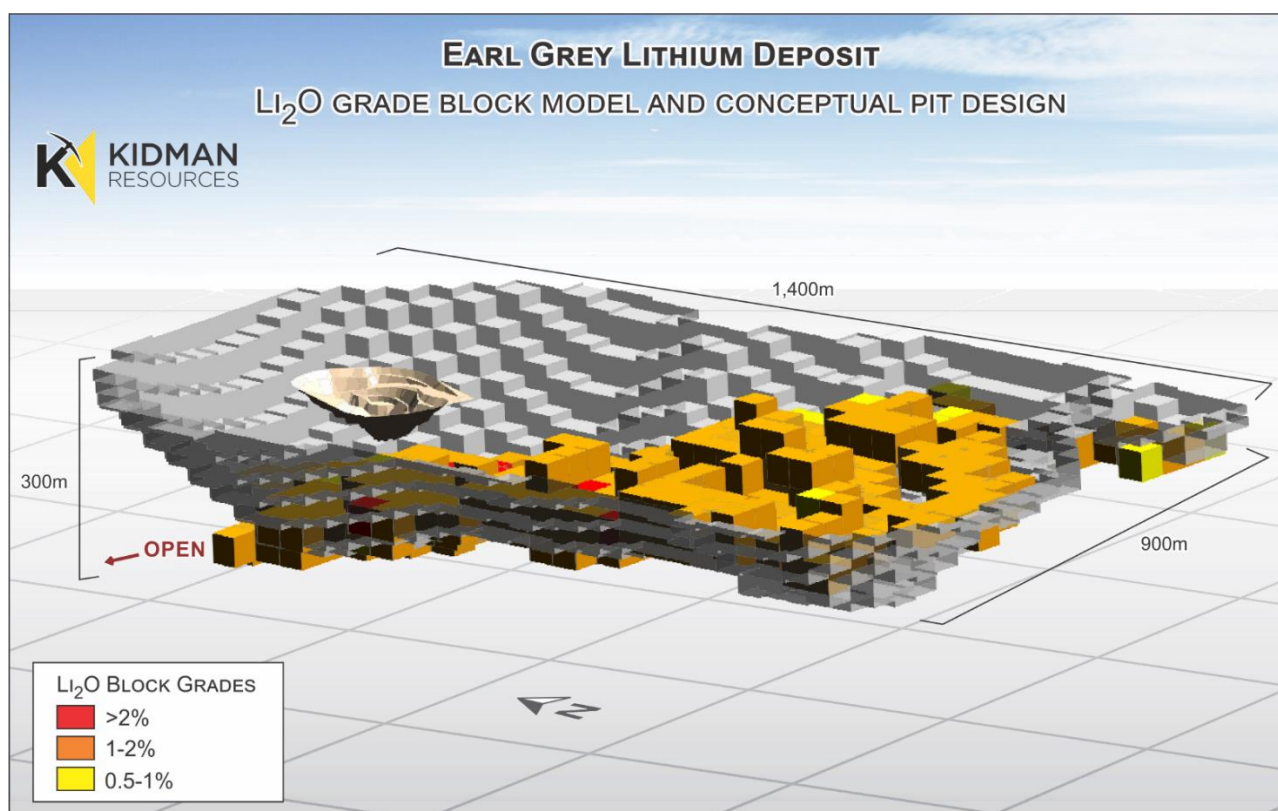 EARL GREY LITHIUM DEPOSIT
LI₂O GRADE BLOCK MODEL AND CONCEPTUAL PIT DESIGN
KIDMAN
RESOURCES
1,400m
300m
OPEN
900m
N
LI₂O BLOCK GRADES
>2%
1-2%
0.5-1%